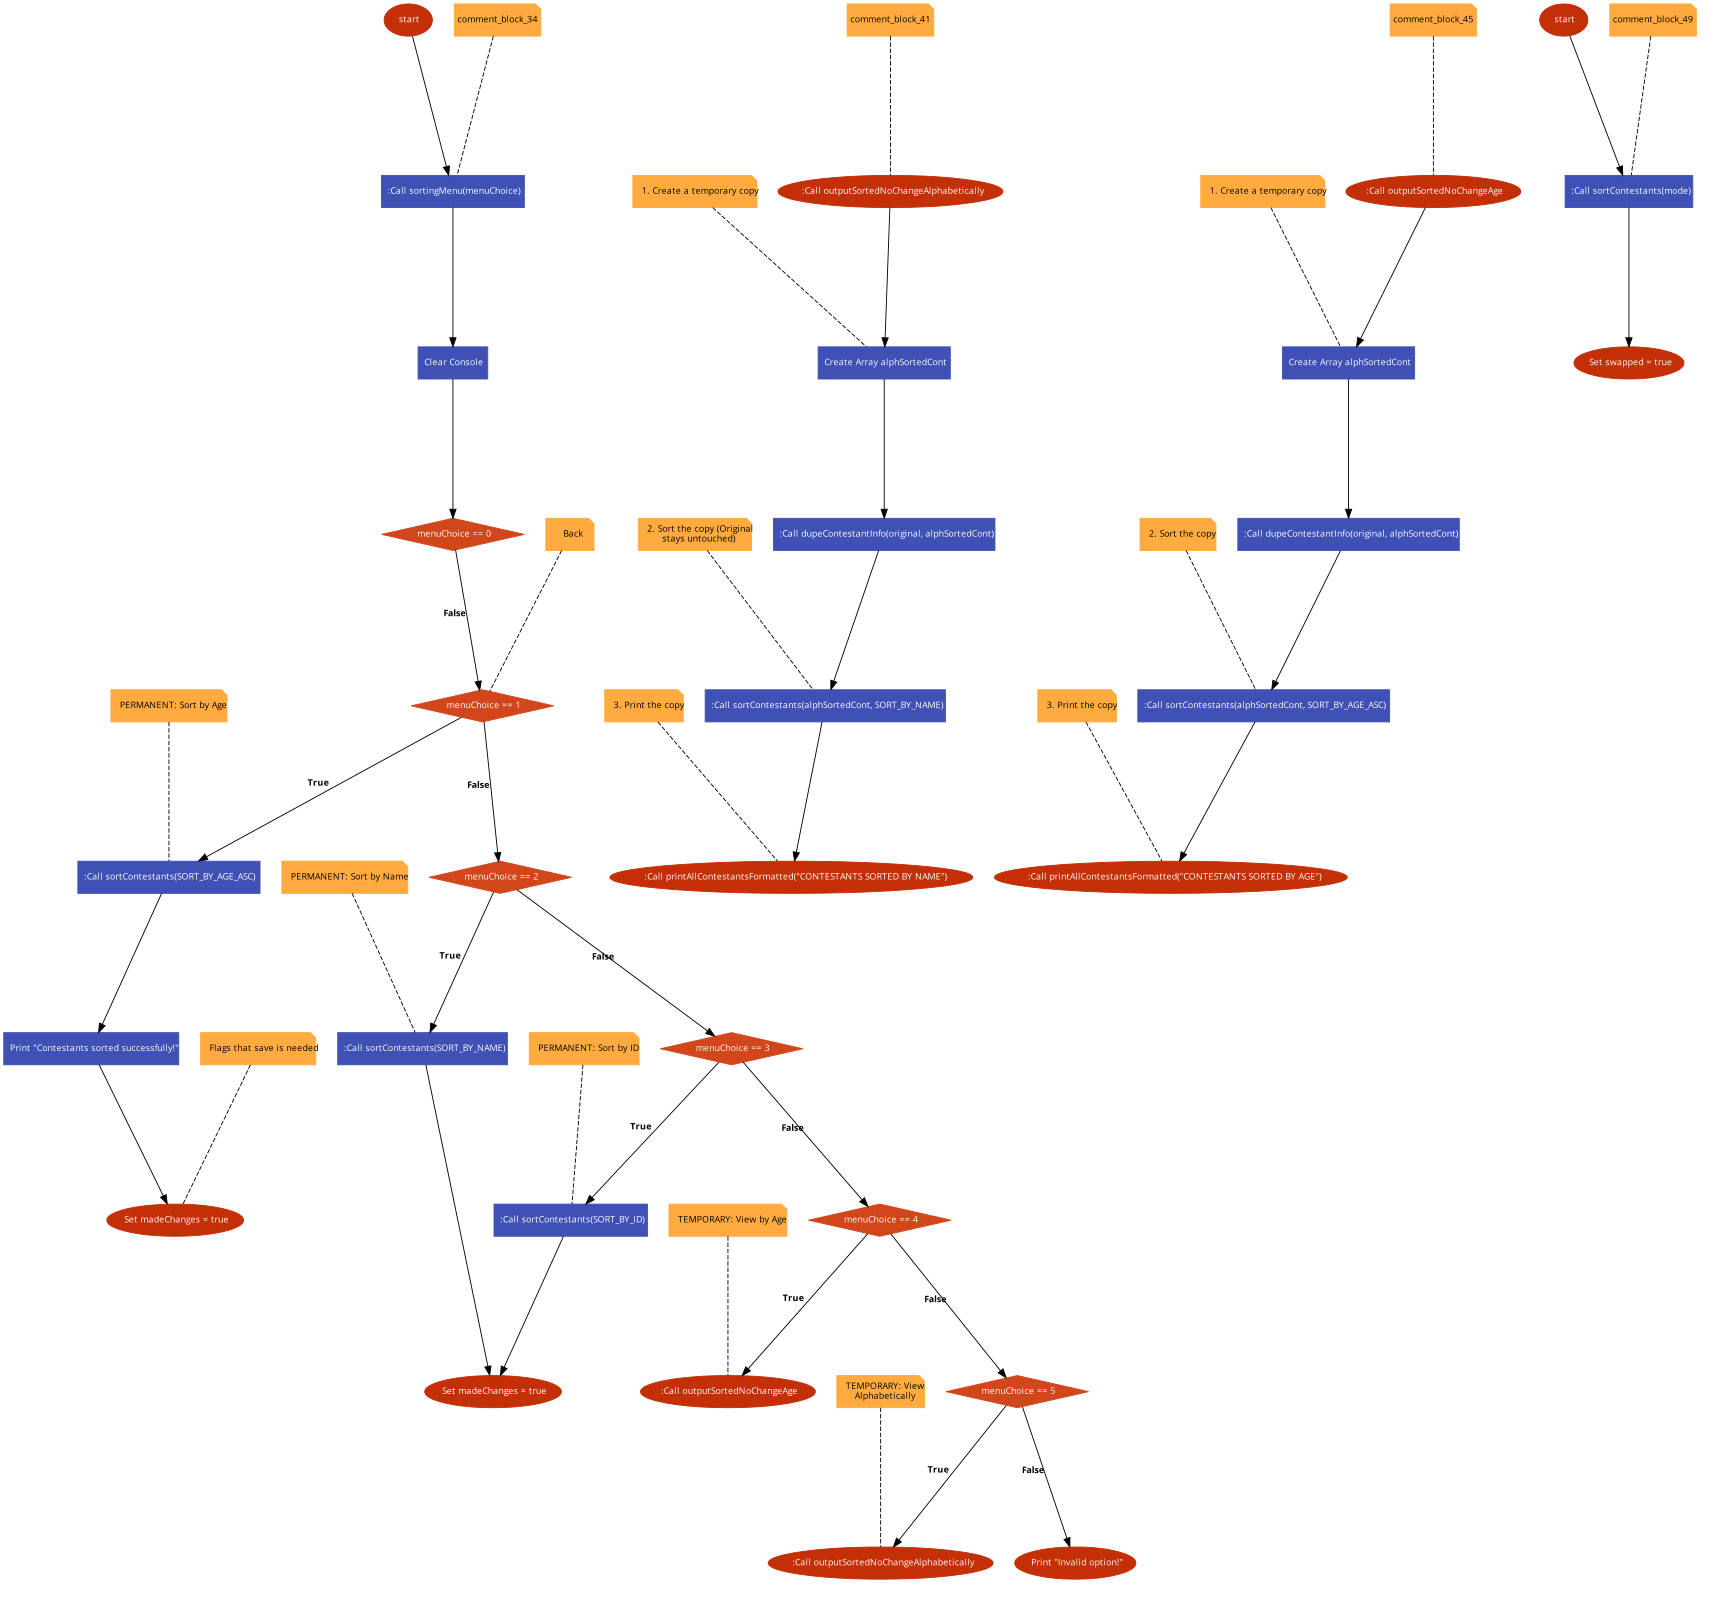 start
comment_block_34
comment_block_41
comment_block_45
start
comment_block_49
:Call sortingMenu(menuChoice)
1. Create a temporary copy
:Call outputSortedNoChangeAlphabetically
1. Create a temporary copy
:Call outputSortedNoChangeAge
:Call sortContestants(mode)
Clear Console
Create Array alphSortedCont
Create Array alphSortedCont
Set swapped = true
menuChoice == 0
Back
2. Sort the copy (Original
stays untouched)
:Call dupeContestantInfo(original, alphSortedCont)
2. Sort the copy
:Call dupeContestantInfo(original, alphSortedCont)
False
PERMANENT: Sort by Age
menuChoice == 1
3. Print the copy
:Call sortContestants(alphSortedCont, SORT_BY_NAME)
3. Print the copy
:Call sortContestants(alphSortedCont, SORT_BY_AGE_ASC)
True
False
:Call sortContestants(SORT_BY_AGE_ASC)
PERMANENT: Sort by Name
menuChoice == 2
:Call printAllContestantsFormatted("CONTESTANTS SORTED BY NAME")
:Call printAllContestantsFormatted("CONTESTANTS SORTED BY AGE")
True
False
Print "Contestants sorted successfully!"
Flags that save is needed
:Call sortContestants(SORT_BY_NAME)
PERMANENT: Sort by ID
menuChoice == 3
True
False
Set madeChanges = true
:Call sortContestants(SORT_BY_ID)
TEMPORARY: View by Age
menuChoice == 4
True
False
Set madeChanges = true
:Call outputSortedNoChangeAge
TEMPORARY: View
Alphabetically
menuChoice == 5
True
False
:Call outputSortedNoChangeAlphabetically
Print "Invalid option!"